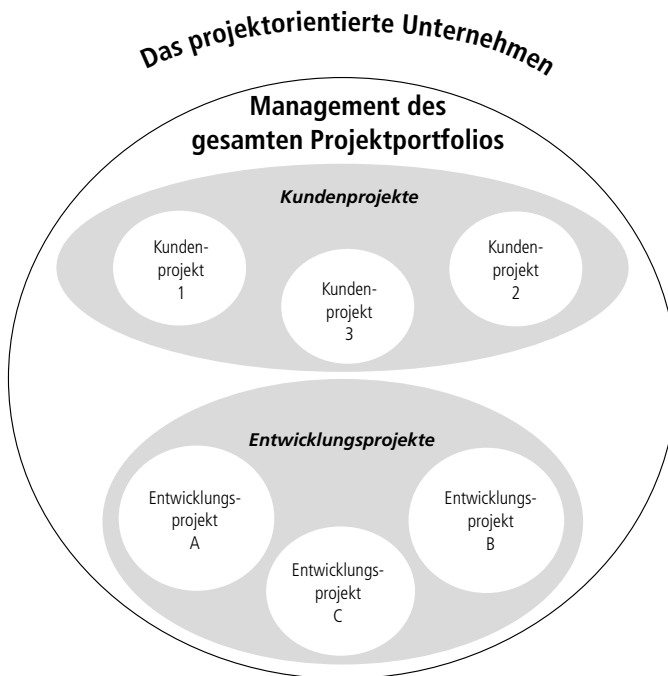 Das projektorientierte Unternehmen
Management des
gesamten Projektportfolios
Kundenprojekte
Kunden-
projekt
1
Kunden-
projekt
3
Kunden-
projekt
2
Entwicklungsprojekte
Entwicklungs-
projekt
A
Entwicklungs-
projekt
C
Entwicklungs-
projekt
B